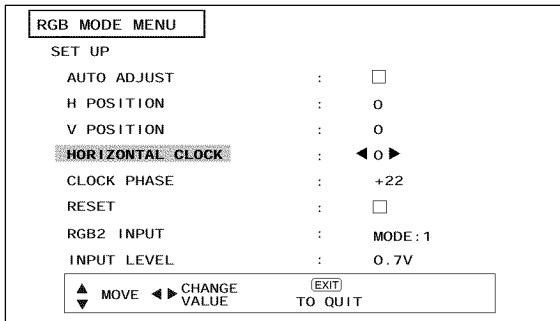 RGB MODE MENU
SET UP
AUTO ADJUST : □
H POSITION : 0
V POSITION : 0
HORIZONTAL CLOCK : ◀ 0 ▶
CLOCK PHASE : +22
RESET : □
RGB2 INPUT : MODE:1
INPUT LEVEL : 0.7V
▲▼ MOVE ◀ ▶ CHANGE VALUE EXIT TO QUIT